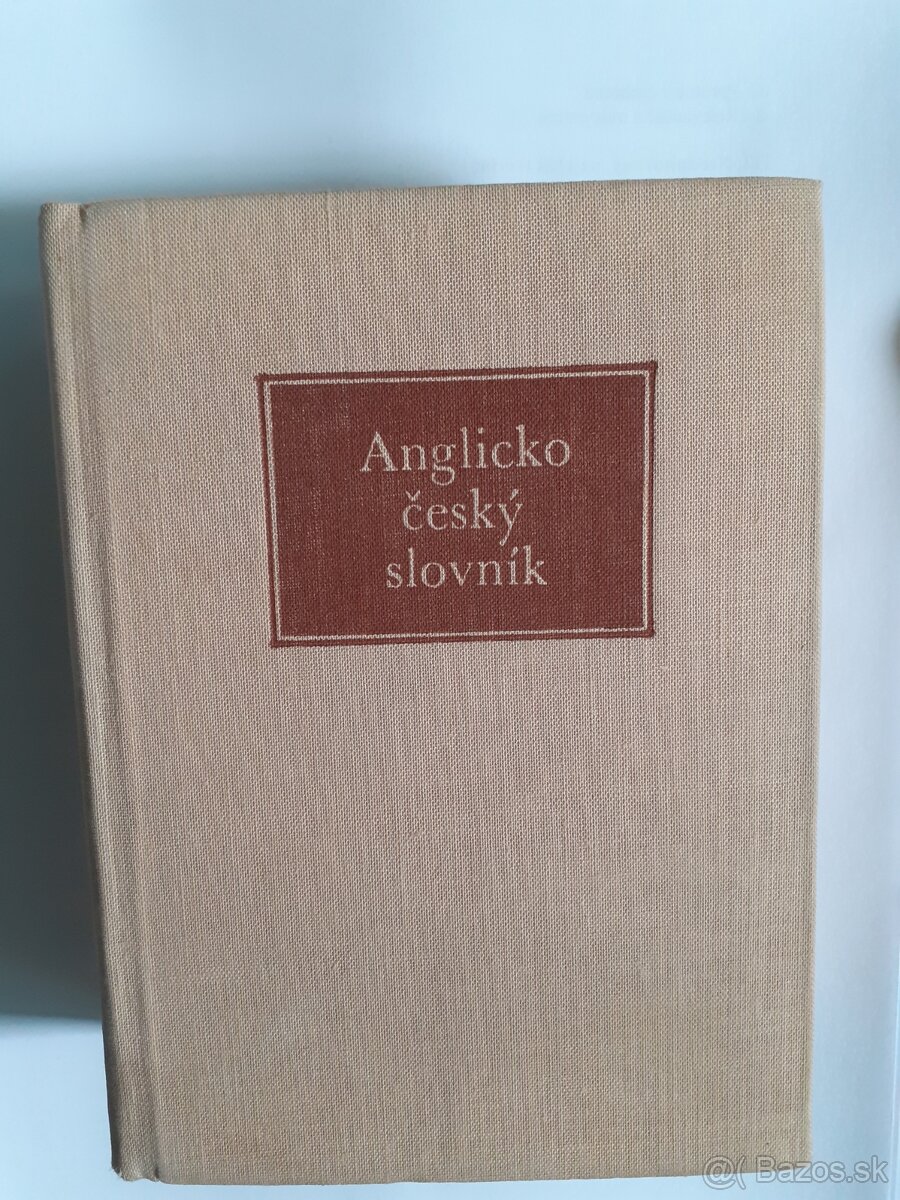 Anglicko
český
slovník
@( Bazos.sk